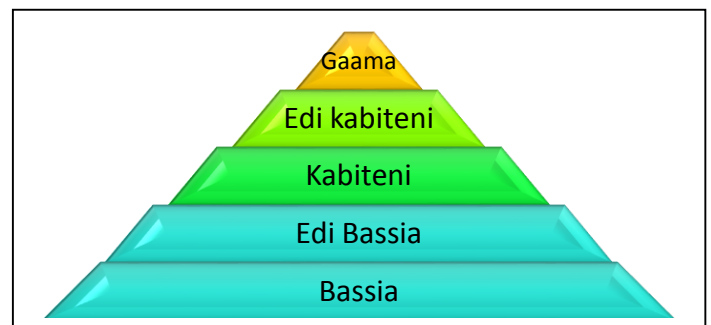 Gaama
Edi kabiteni
Kabiteni
Edi Bassia
Bassia